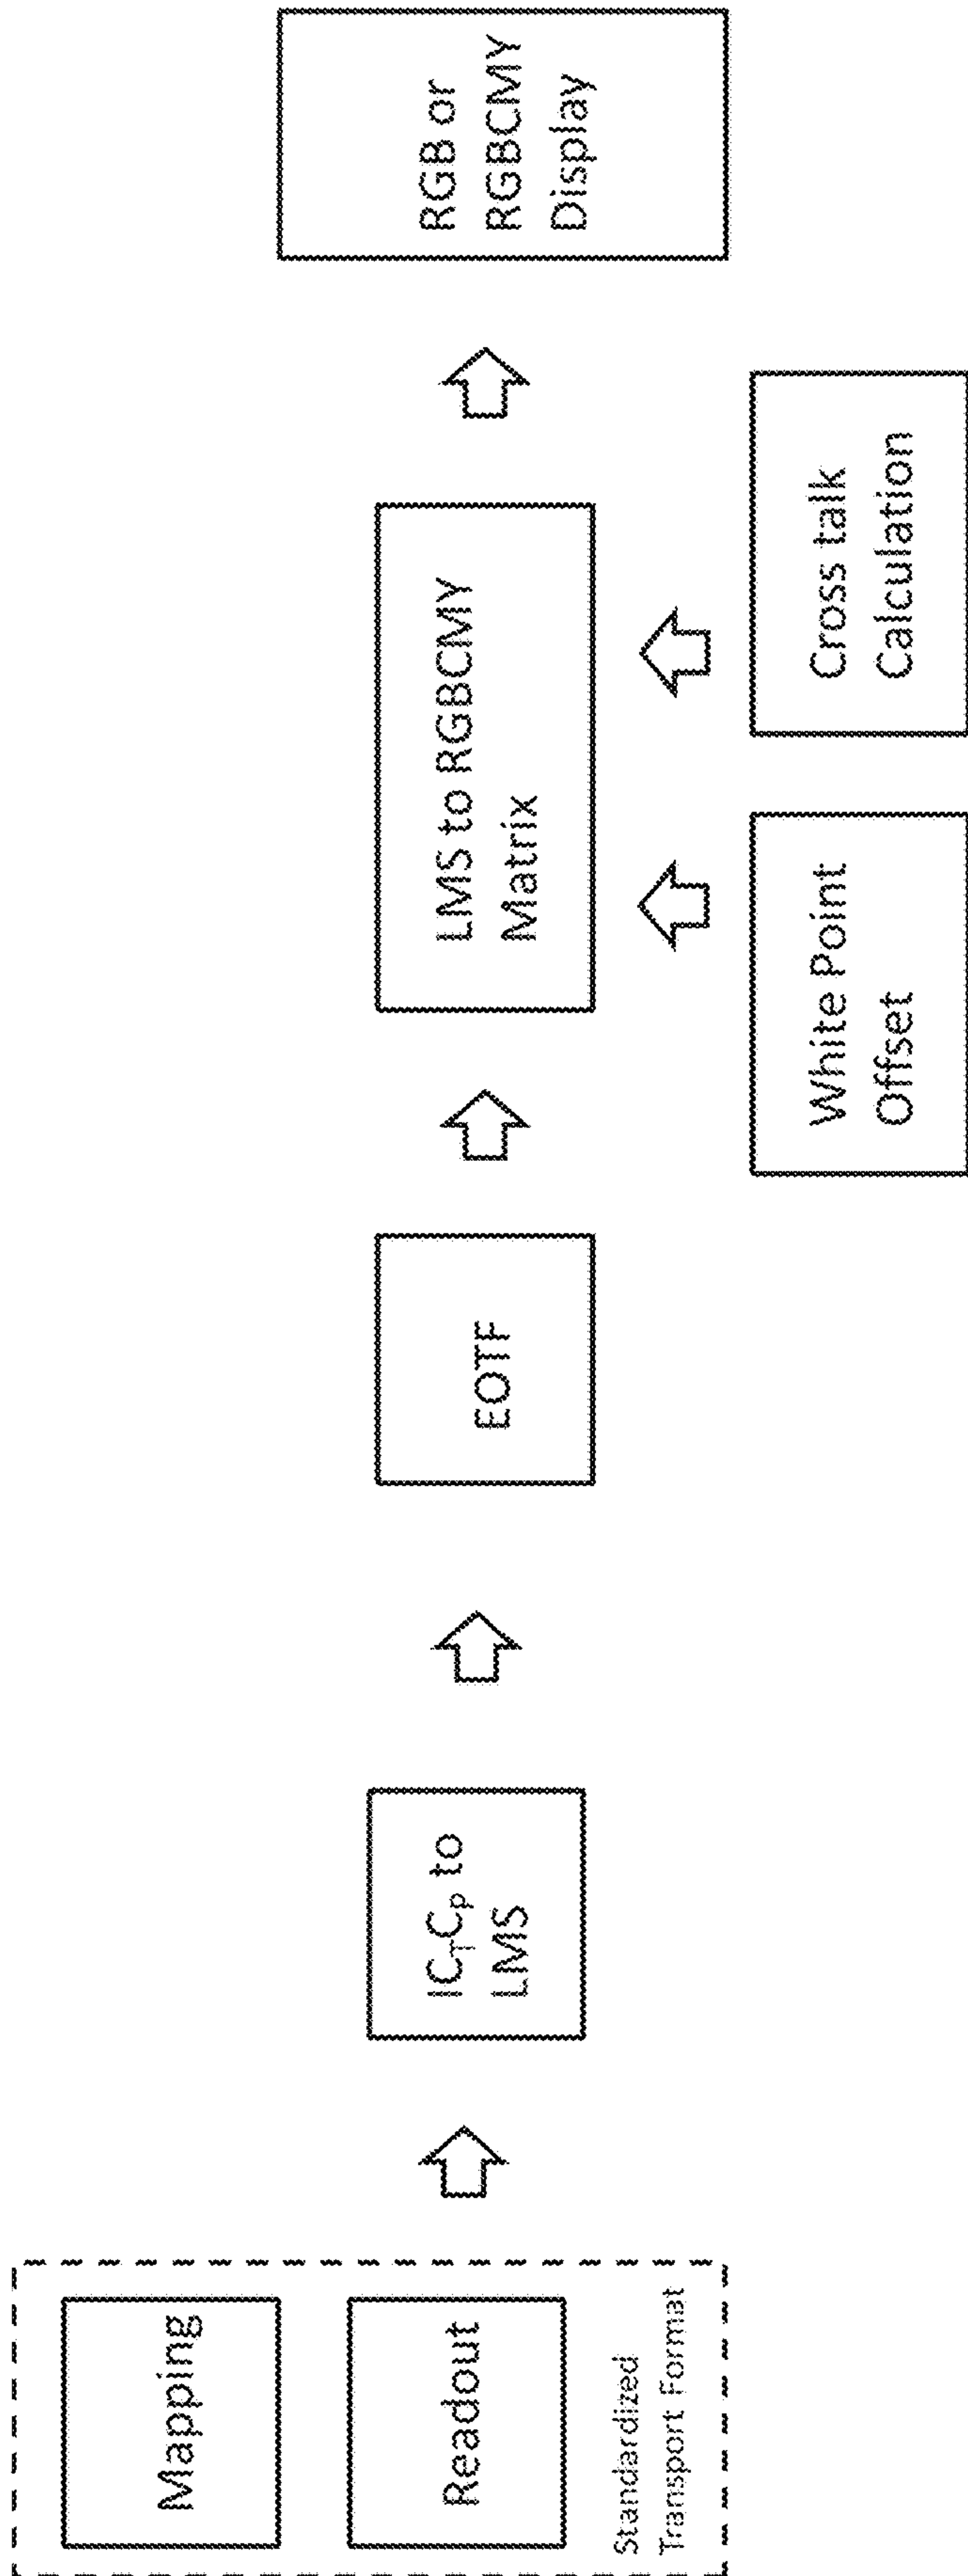 Mapping
Readout
Standardized
Transport Format
IC_TC_p to
LMS
EOTF
LMS to RGBCMY
Matrix
White Point
Offset
Cross talk
Calculation
RGB or
RGBCMY
Display